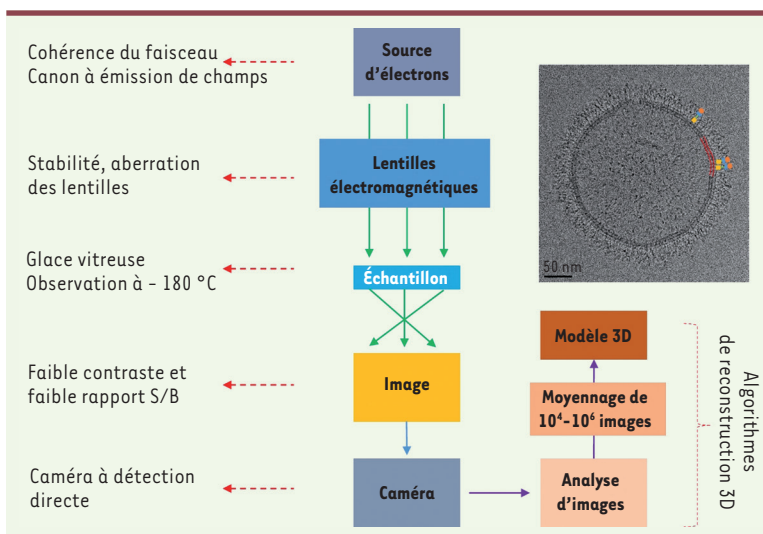 Cohérence du faisceau
Canon à émission de champs
Source
d'électrons
Stabilité, aberration
des lentilles
Lentilles
électromagnétiques
Glace vitreuse
Observation à – 180 °C
Échantillon
50 nm
Faible contraste et
faible rapport S/B
Image
Caméra à détection
directe
Caméra
Analyse
d'images
Moyennage de
10⁴-10⁶ images
Modèle 3D
Algorithmes
de reconstruction 3D